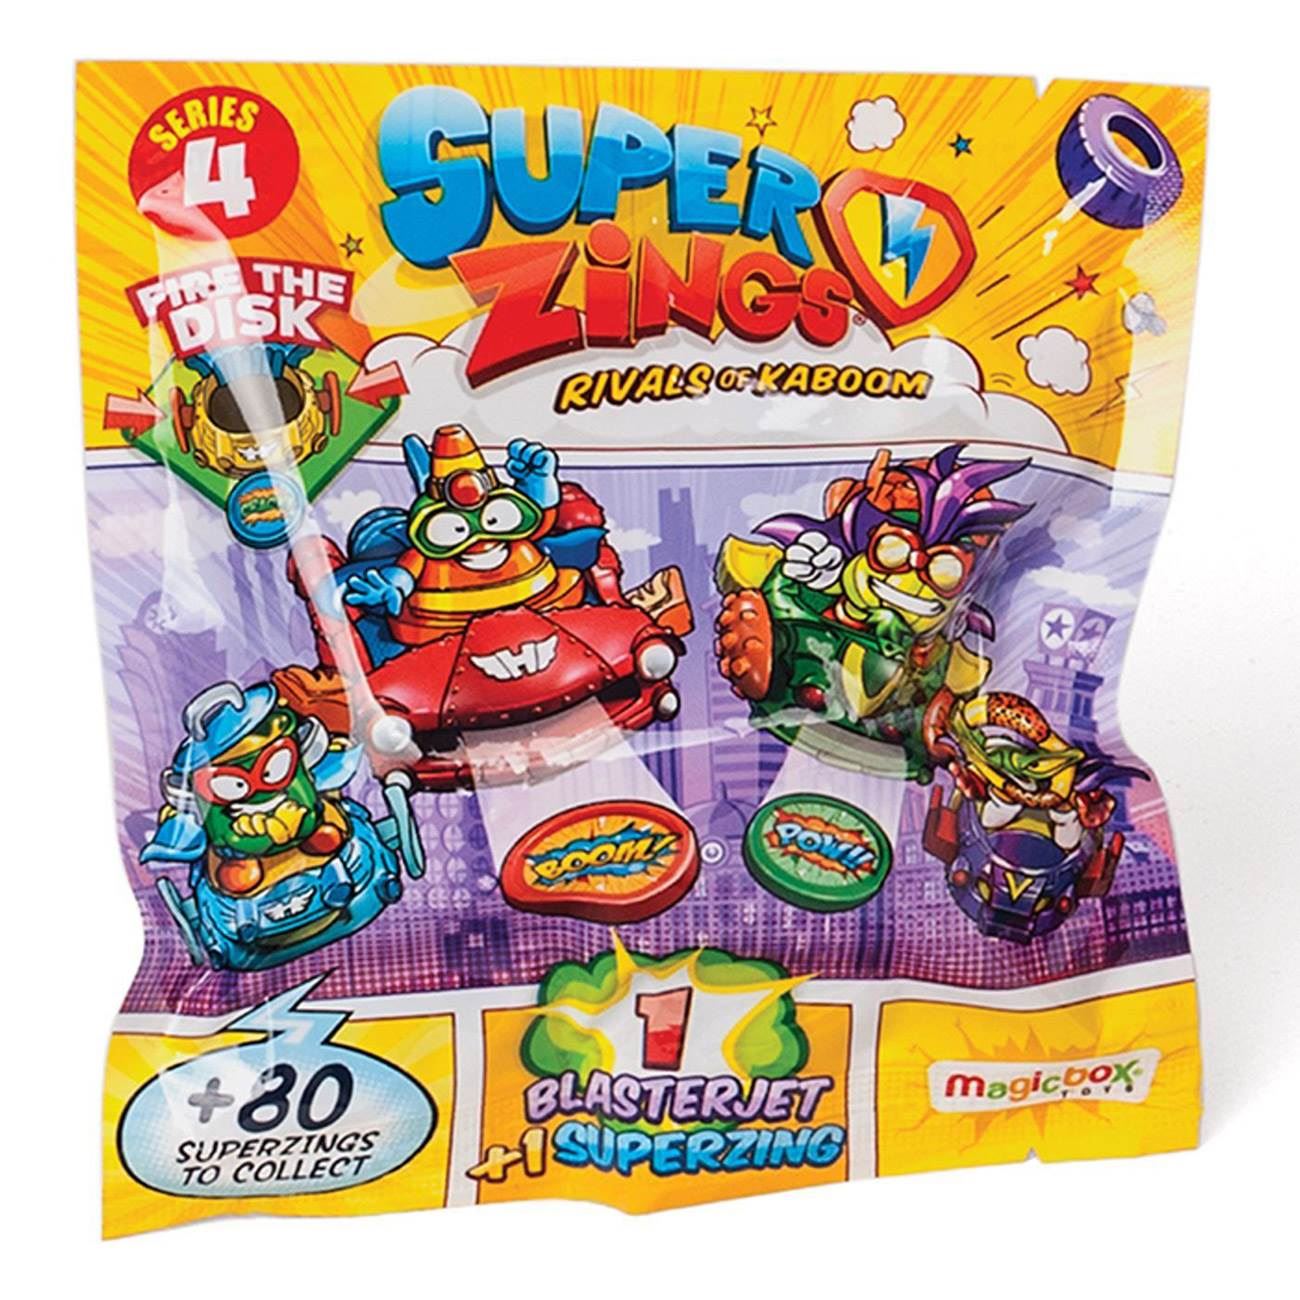 SERIES
4
SUPER
ZiNGS
RIVALS OF KABOOM
FIRE THE
DISK
H
H
V
BOOM!
POW!!
1
BLASTERJET
+1 SUPERZING
+80
SUPERZINGS
TO COLLECT
magicbox
TOYS